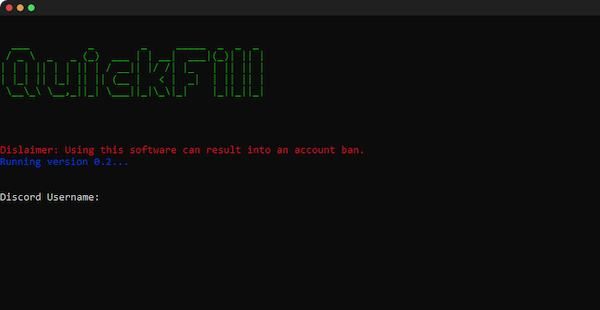 QuickFill
Dislaimer: Using this software can result into an account ban.
Running version 0.2...
Discord Username: